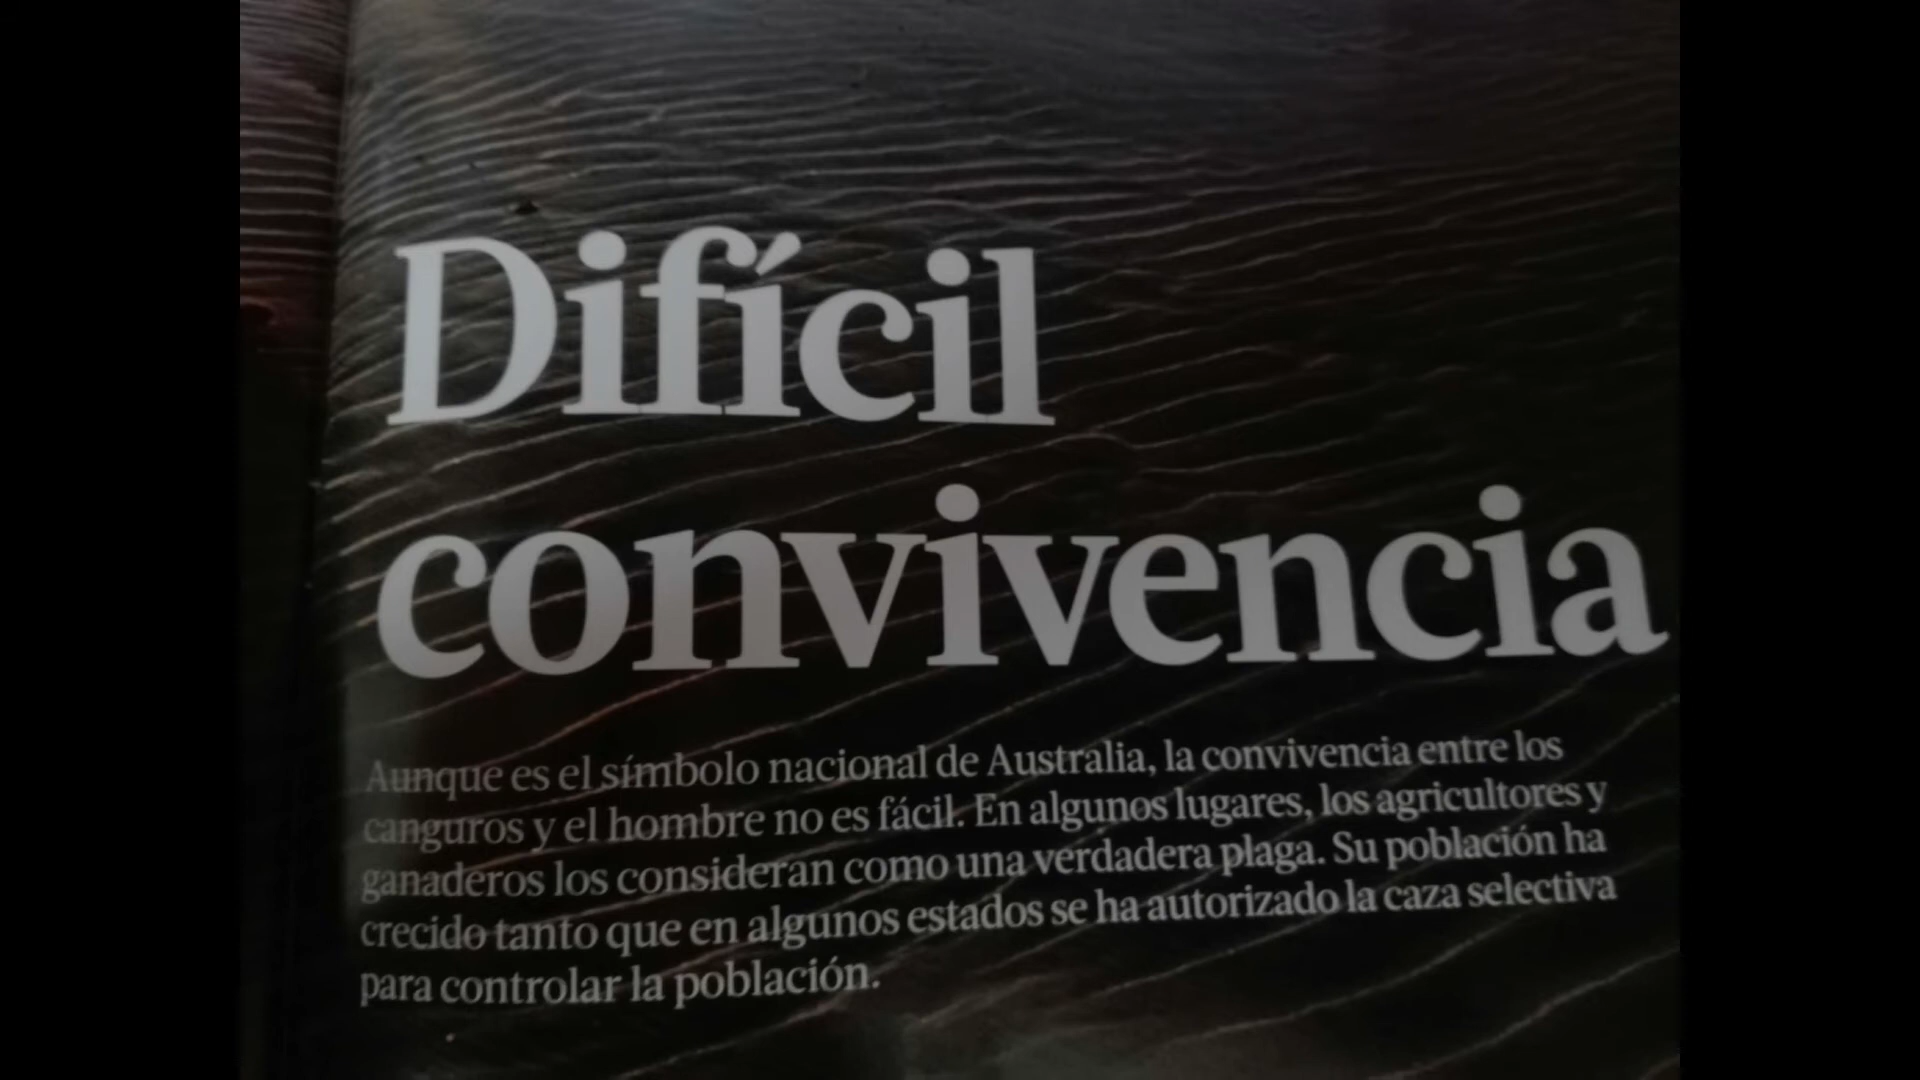 Difícil
convivencia
Aunque es el símbolo nacional de Australia, la convivencia entre los
canguros y el hombre no es fácil. En algunos lugares, los agricultores y
ganaderos los consideran como una verdadera plaga. Su población ha
crecido tanto que en algunos estados se ha autorizado la caza selectiva
para controlar la población.